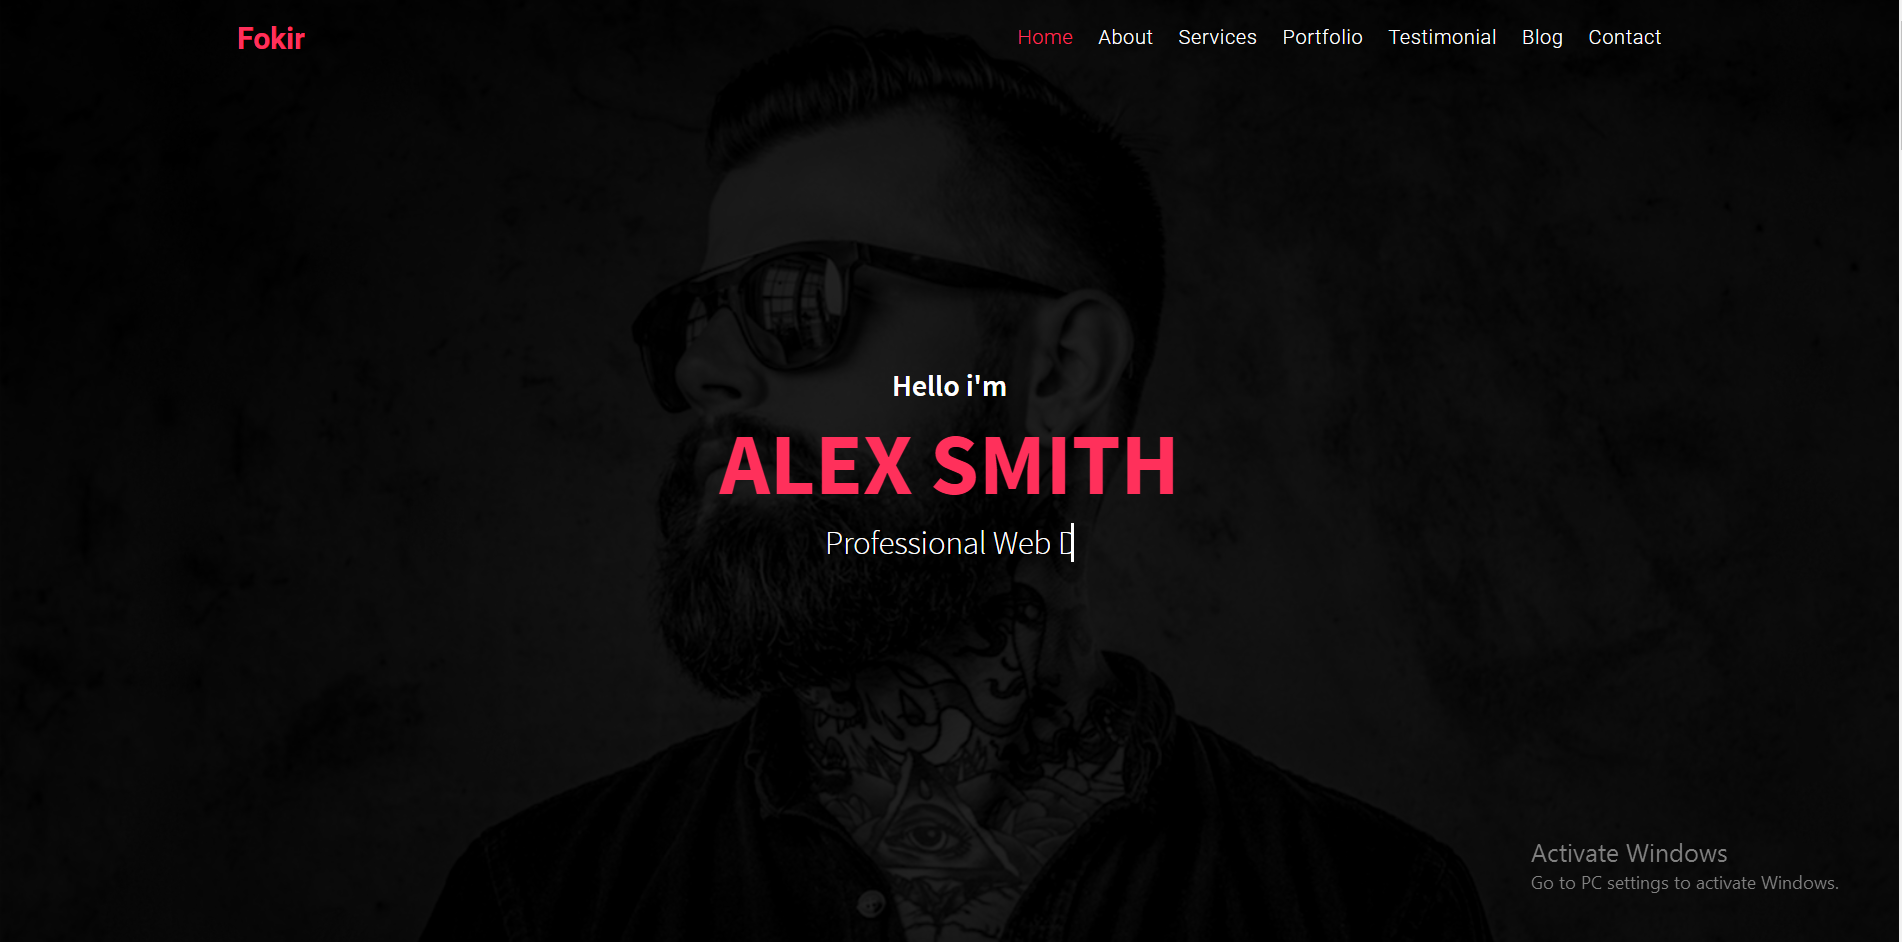 Fokir
Home About Services Portfolio Testimonial Blog Contact
Hello i'm
ALEX SMITH
Professional Web D
Activate Windows
Go to PC settings to activate Windows.